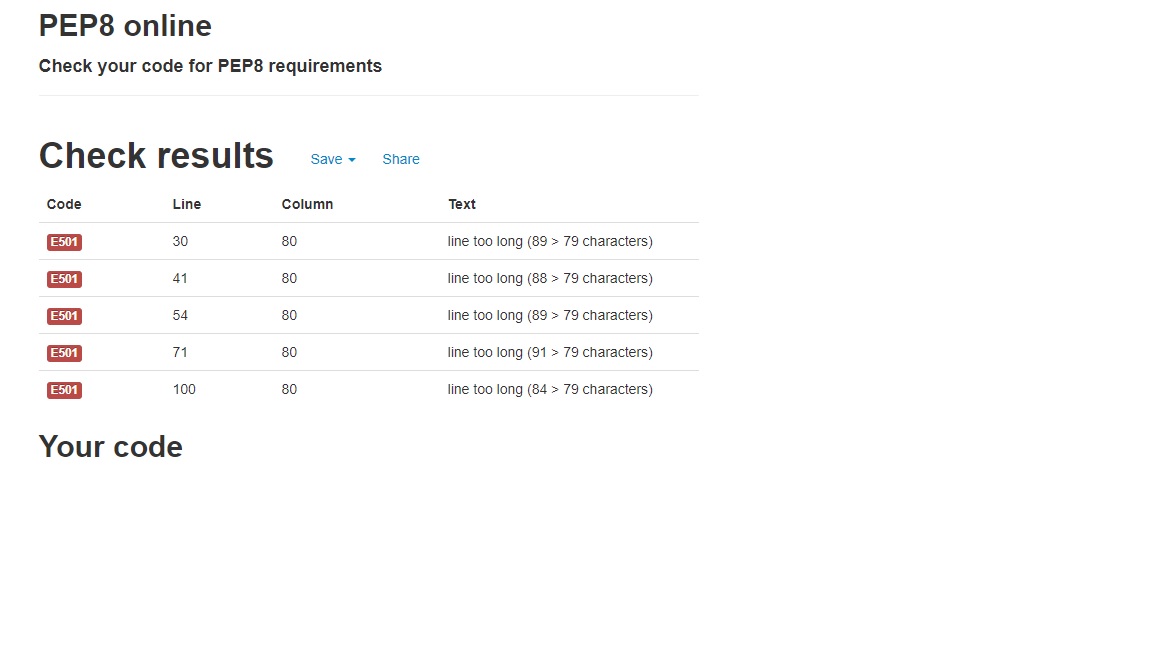 PEP8 online
Check your code for PEP8 requirements
Check results Save Share
Code Line Column Text
E501 30 80 line too long (89 > 79 characters)
E501 41 80 line too long (88 > 79 characters)
E501 54 80 line too long (89 > 79 characters)
E501 71 80 line too long (91 > 79 characters)
E501 100 80 line too long (84 > 79 characters)
Your code